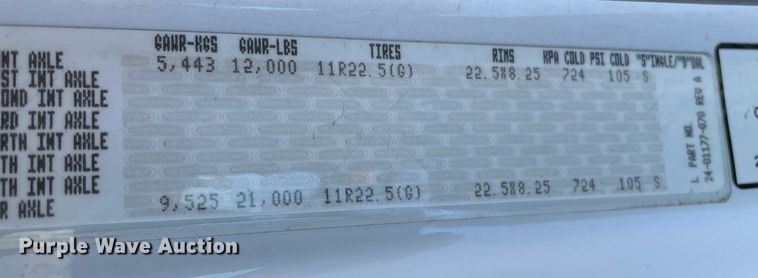 GAWR-KGS GAWR-LBS TIRES RIMS KPA COLD PSI COLD "S"INGLE/"D"UAL
NT AXLE 5,443 12,000 11R22.5(G) 22.5X8.25 724 105 S
ST INT AXLE
OND INT AXLE
RD INT AXLE
RTH INT AXLE
TH INT AXLE
TH INT AXLE
R AXLE 9,525 21,000 11R22.5(G) 22.5X8.25 724 105 S
L PART NO.
24-01177-070 REV A
Purple Wave Auction